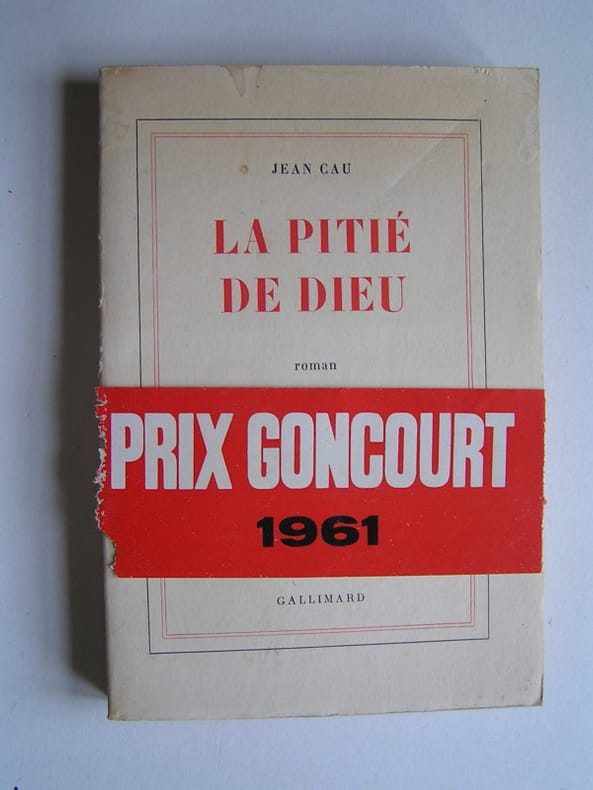 JEAN CAU
LA PITIÉ
DE DIEU
roman
PRIX GONCOURT
1961
GALLIMARD